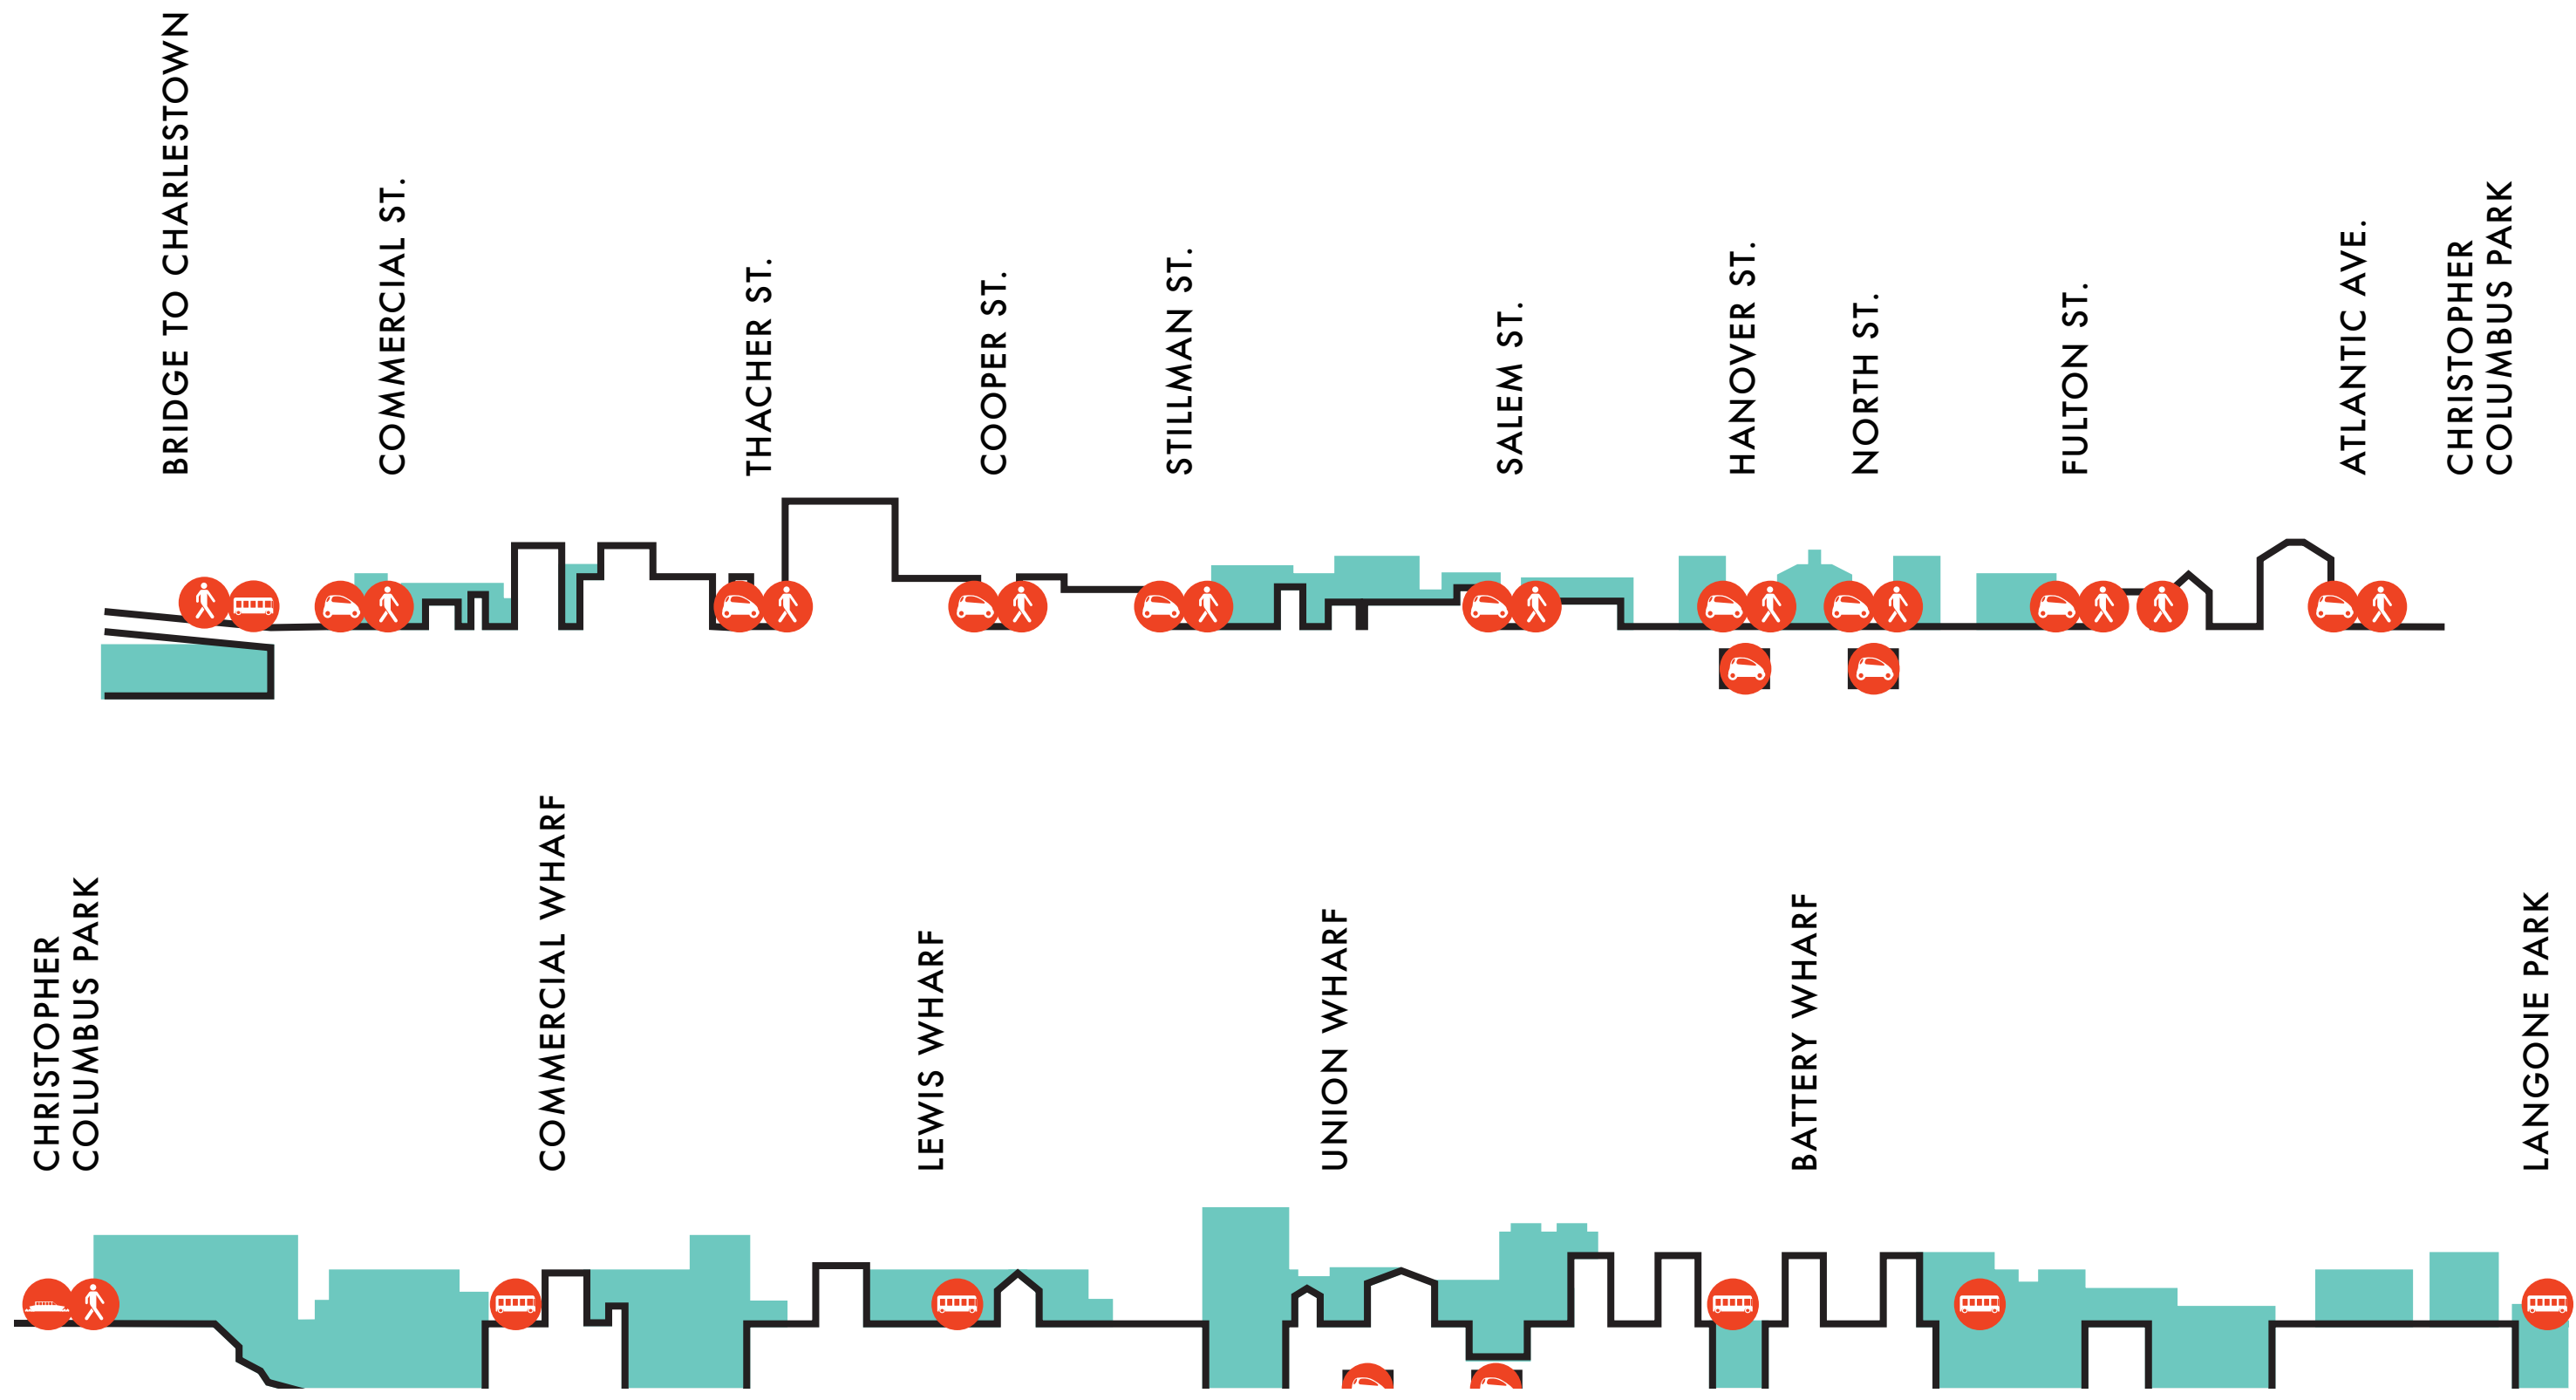 BRIDGE TO CHARLESTOWN
COMMERCIAL ST.
THACHER ST.
COOPER ST.
STILLMAN ST.
SALEM ST.
HANOVER ST.
NORTH ST.
FULTON ST.
ATLANTIC AVE.
CHRISTOPHER
COLUMBUS PARK
CHRISTOPHER
COLUMBUS PARK
COMMERCIAL WHARF
LEWIS WHARF
UNION WHARF
BATTERY WHARF
LANGONE PARK